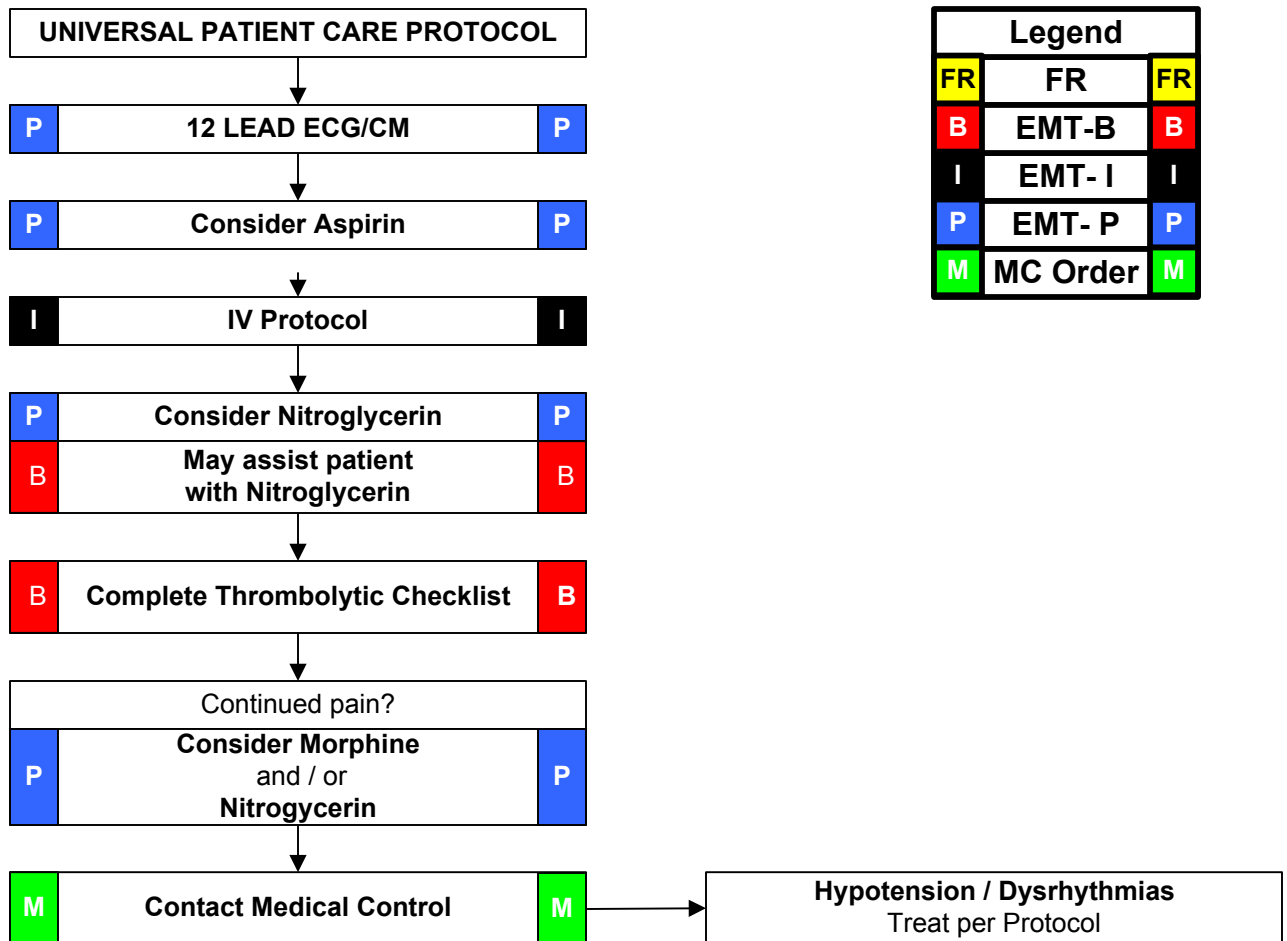 UNIVERSAL PATIENT CARE PROTOCOL
P 12 LEAD ECG/CM P
P Consider Aspirin P
I IV Protocol I
P Consider Nitroglycerin P
B May assist patient B
with Nitroglycerin
B Complete Thrombolytic Checklist B
Continued pain?
Consider Morphine
P and / or P
Nitrogycerin
M Contact Medical Control M
Hypotension / Dysrhythmias
Treat per Protocol
Legend
FR FR FR
B EMT-B B
I EMT- I I
P EMT- P P
M MC Order M